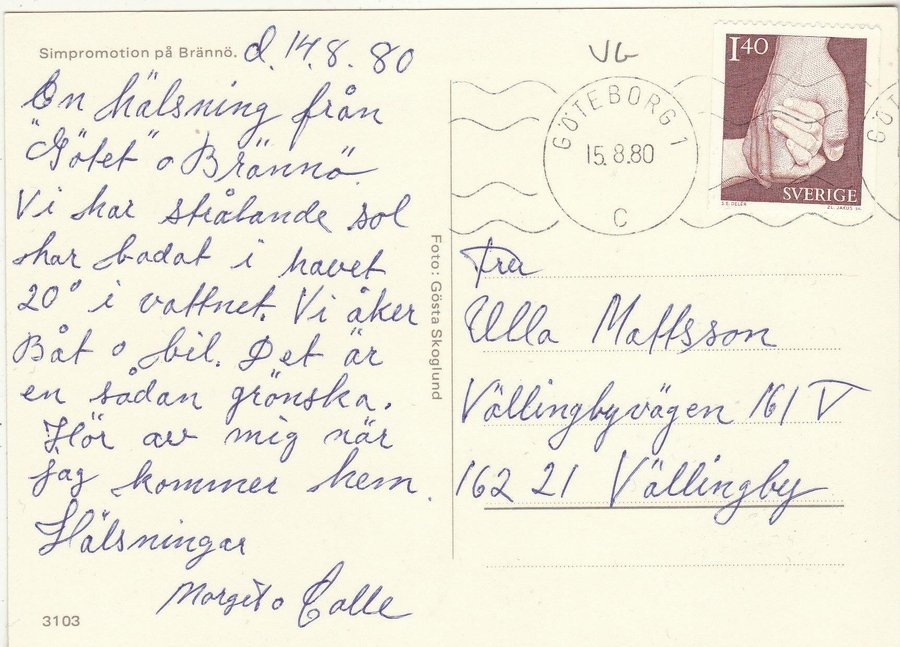 Simpromotion på Brännö. d. 14.8.80
En Hälsning från
"Götet" o Brännö.
Vi har strålande sol
har badat i havet
20° i vattnet. Vi åker
Båt o bil. Det är
en sådan grönska.
Hör av mig när
jag kommer hem.
Hälsningar
Margit o Calle
3103
Foto: Gösta Skoglund
VG
GÖTEBORG 1
15.8.80
C
GÖ
1 40
SVERIGE
Fru
Ulla Mattsson
Vällingbyvägen 161 V
162 21 Vällingby